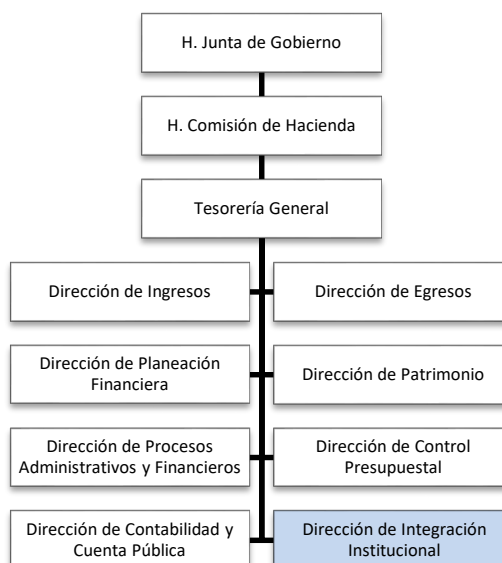 H. Junta de Gobierno
H. Comisión de Hacienda
Tesorería General
Dirección de Ingresos
Dirección de Egresos
Dirección de Planeación
Financiera
Dirección de Patrimonio
Dirección de Procesos
Administrativos y Financieros
Dirección de Control
Presupuestal
Dirección de Contabilidad y
Cuenta Pública
Dirección de Integración
Institucional